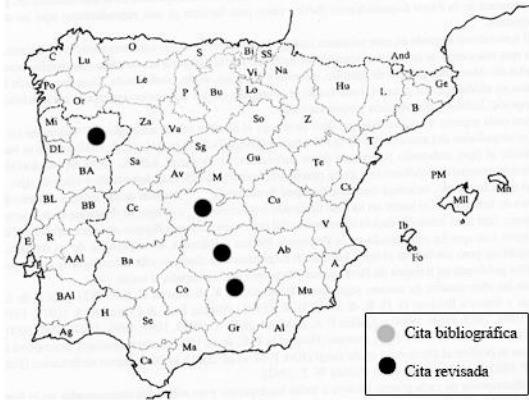 O S Bi SS And
C Lu Vi Na
Po Le P Bu Lo Hu L Ge
Or B
Mi Za Va So Z
DL Sg T
BA Sa Av M Gu Te
Cs PM Mn
BL BB Cc Cu Mll
V Ib
E R Fo
AAl Ba Ab A
BAl Co Mu
Ag H Se Gr Al
Ca Ma
Cita bibliográfica
Cita revisada